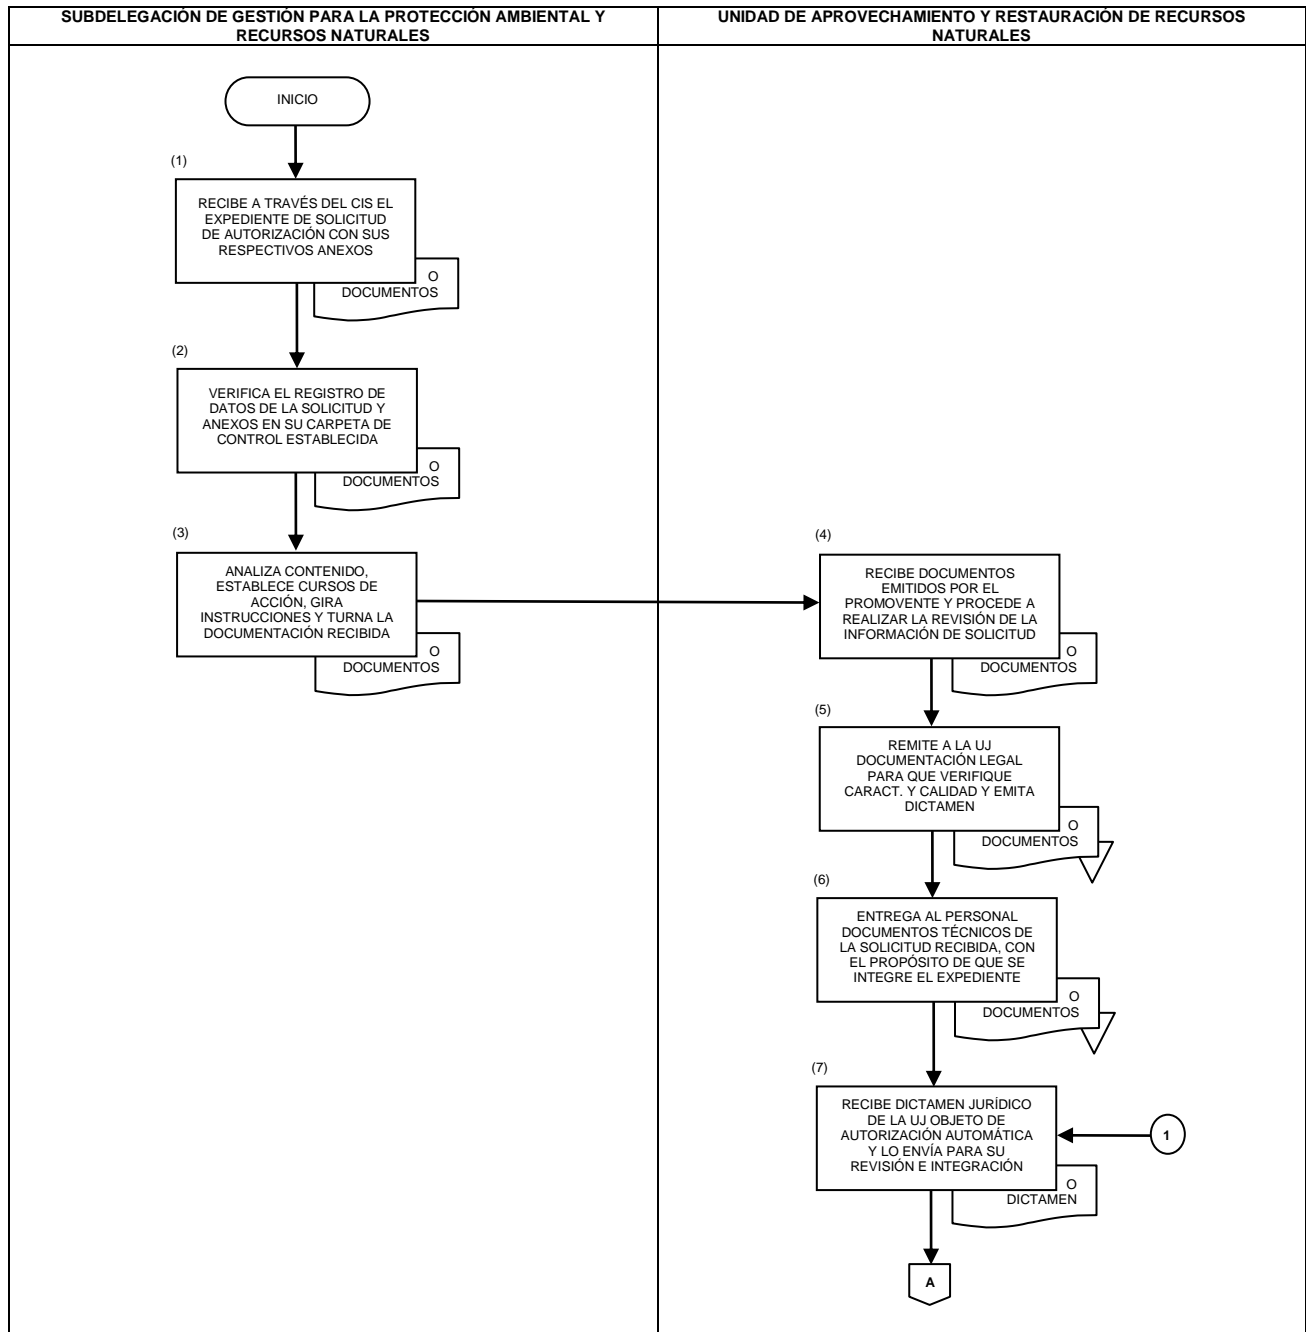 SUBDELEGACIÓN DE GESTIÓN PARA LA PROTECCIÓN AMBIENTAL Y
RECURSOS NATURALES
UNIDAD DE APROVECHAMIENTO Y RESTAURACIÓN DE RECURSOS
NATURALES
INICIO
(1)
RECIBE A TRAVÉS DEL CIS EL
EXPEDIENTE DE SOLICITUD
DE AUTORIZACIÓN CON SUS
RESPECTIVOS ANEXOS
O
DOCUMENTOS
(2)
VERIFICA EL REGISTRO DE
DATOS DE LA SOLICITUD Y
ANEXOS EN SU CARPETA DE
CONTROL ESTABLECIDA
O
DOCUMENTOS
(3)
ANALIZA CONTENIDO,
ESTABLECE CURSOS DE
ACCIÓN, GIRA
INSTRUCCIONES Y TURNA LA
DOCUMENTACIÓN RECIBIDA
O
DOCUMENTOS
(4)
RECIBE DOCUMENTOS
EMITIDOS POR EL
PROMOVENTE Y PROCEDE A
REALIZAR LA REVISIÓN DE LA
INFORMACIÓN DE SOLICITUD
O
DOCUMENTOS
(5)
REMITE A LA UJ
DOCUMENTACIÓN LEGAL
PARA QUE VERIFIQUE
CARACT. Y CALIDAD Y EMITA
DICTAMEN
O
DOCUMENTOS
(6)
ENTREGA AL PERSONAL
DOCUMENTOS TÉCNICOS DE
LA SOLICITUD RECIBIDA, CON
EL PROPÓSITO DE QUE SE
INTEGRE EL EXPEDIENTE
O
DOCUMENTOS
(7)
RECIBE DICTAMEN JURÍDICO
DE LA UJ OBJETO DE
AUTORIZACIÓN AUTOMÁTICA
Y LO ENVÍA PARA SU
REVISIÓN E INTEGRACIÓN
1
O
DICTAMEN
A